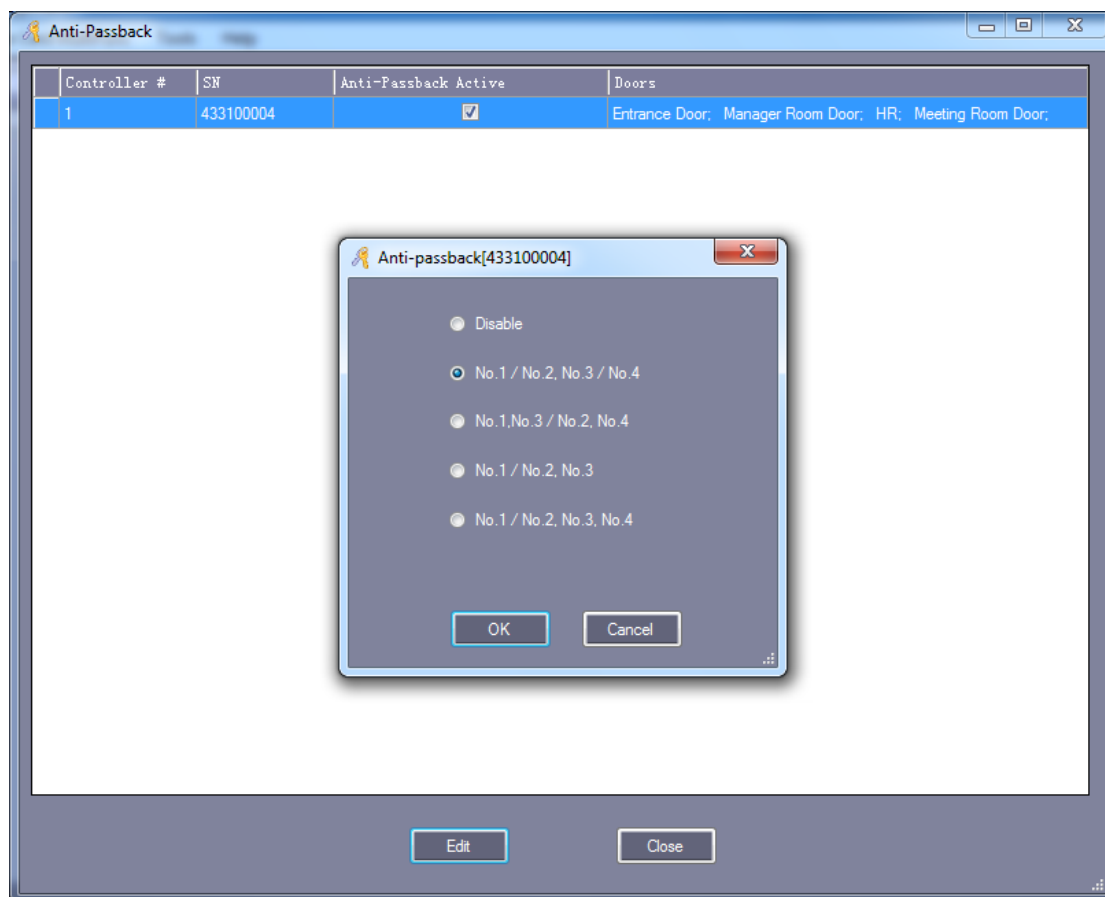 Anti-Passback
Tools Help
Controller # SN Anti-Passback Active Doors
1 433100004 Entrance Door; Manager Room Door; HR; Meeting Room Door;
Anti-passback[433100004]
Disable
No.1 / No.2, No.3 / No.4
No.1,No.3 / No.2, No.4
No.1 / No.2, No.3
No.1 / No.2, No.3, No.4
OK Cancel
Edit Close